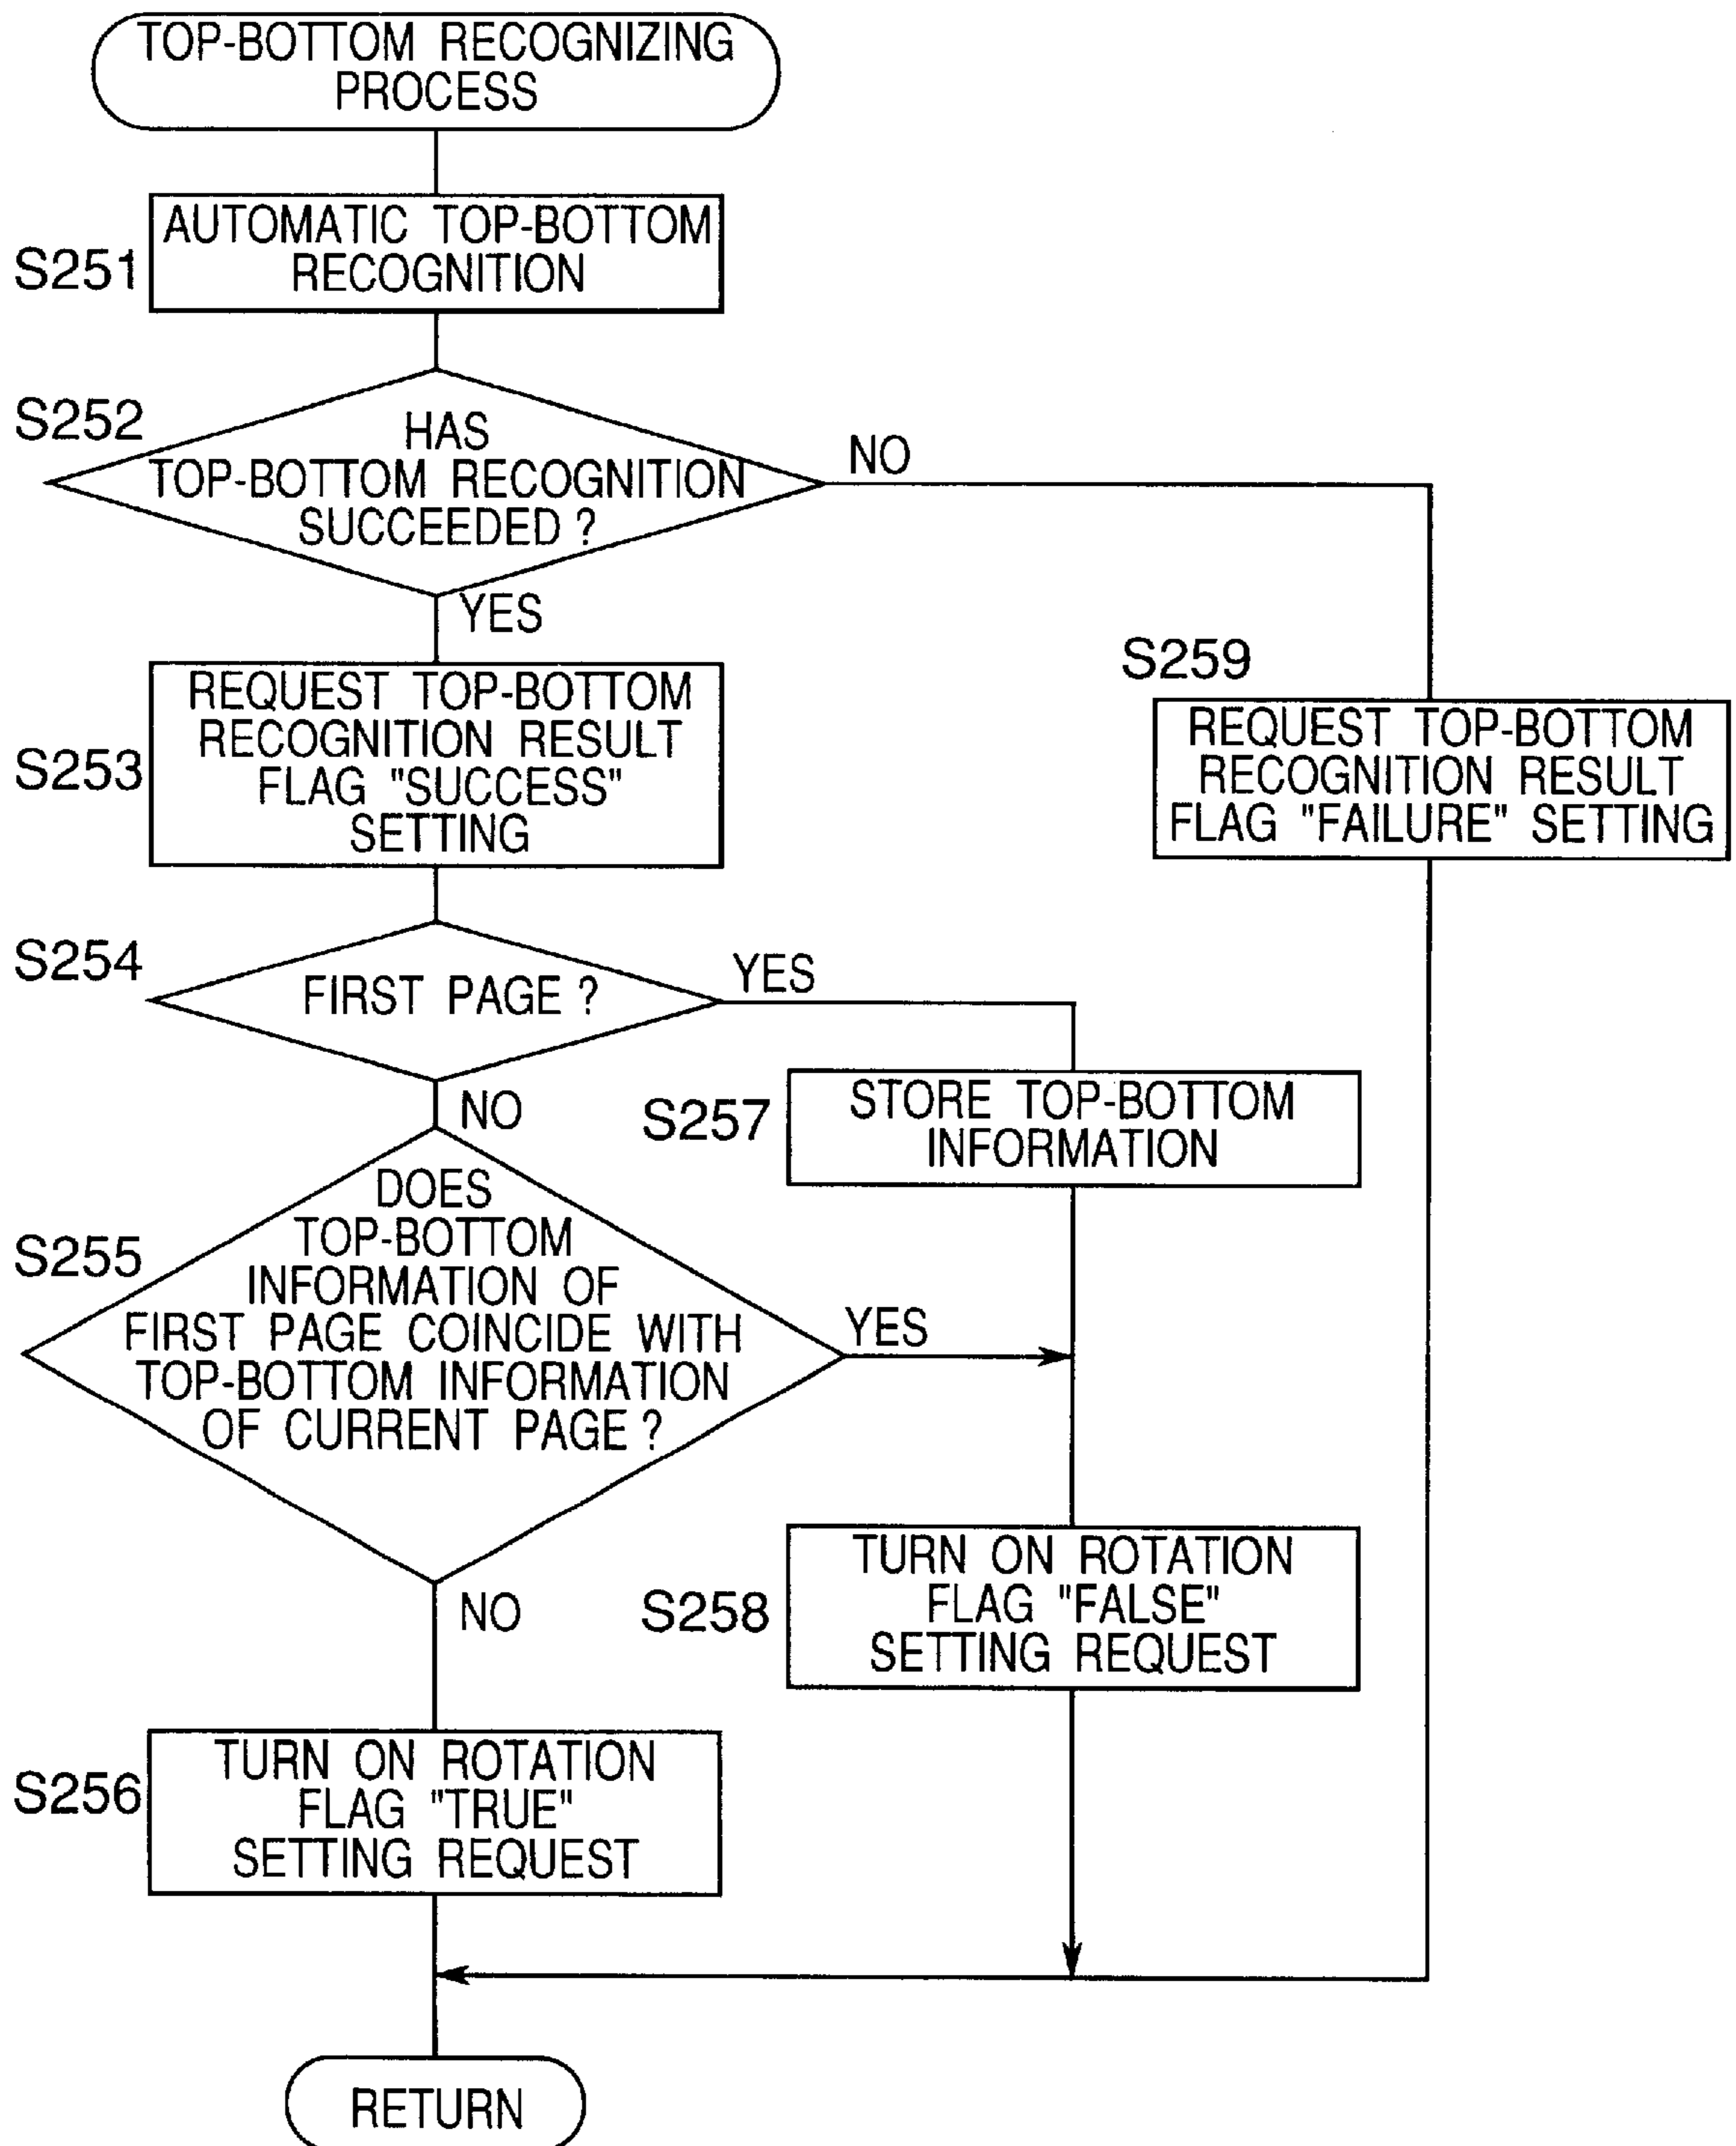 TOP-BOTTOM RECOGNIZING
PROCESS
S251
AUTOMATIC TOP-BOTTOM
RECOGNITION
S252
HAS
TOP-BOTTOM RECOGNITION
SUCCEEDED ?
NO
YES
S253
REQUEST TOP-BOTTOM
RECOGNITION RESULT
FLAG "SUCCESS"
SETTING
S259
REQUEST TOP-BOTTOM
RECOGNITION RESULT
FLAG "FAILURE" SETTING
S254
FIRST PAGE ?
YES
NO
S257
STORE TOP-BOTTOM
INFORMATION
S255
DOES
TOP-BOTTOM
INFORMATION OF
FIRST PAGE COINCIDE WITH
TOP-BOTTOM INFORMATION
OF CURRENT PAGE ?
YES
NO
S258
TURN ON ROTATION
FLAG "FALSE"
SETTING REQUEST
S256
TURN ON ROTATION
FLAG "TRUE"
SETTING REQUEST
RETURN